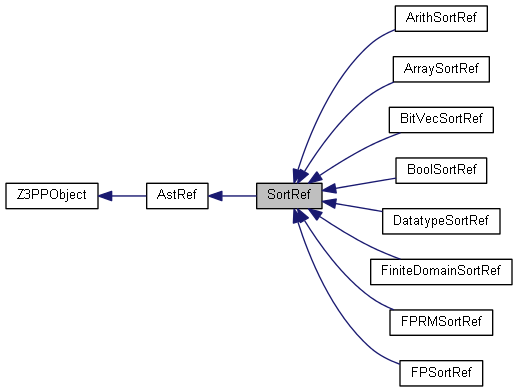 ArithSortRef
ArraySortRef
BitVecSortRef
BoolSortRef
Z3PPObject
AstRef
SortRef
DatatypeSortRef
FiniteDomainSortRef
FPRMSortRef
FPSortRef